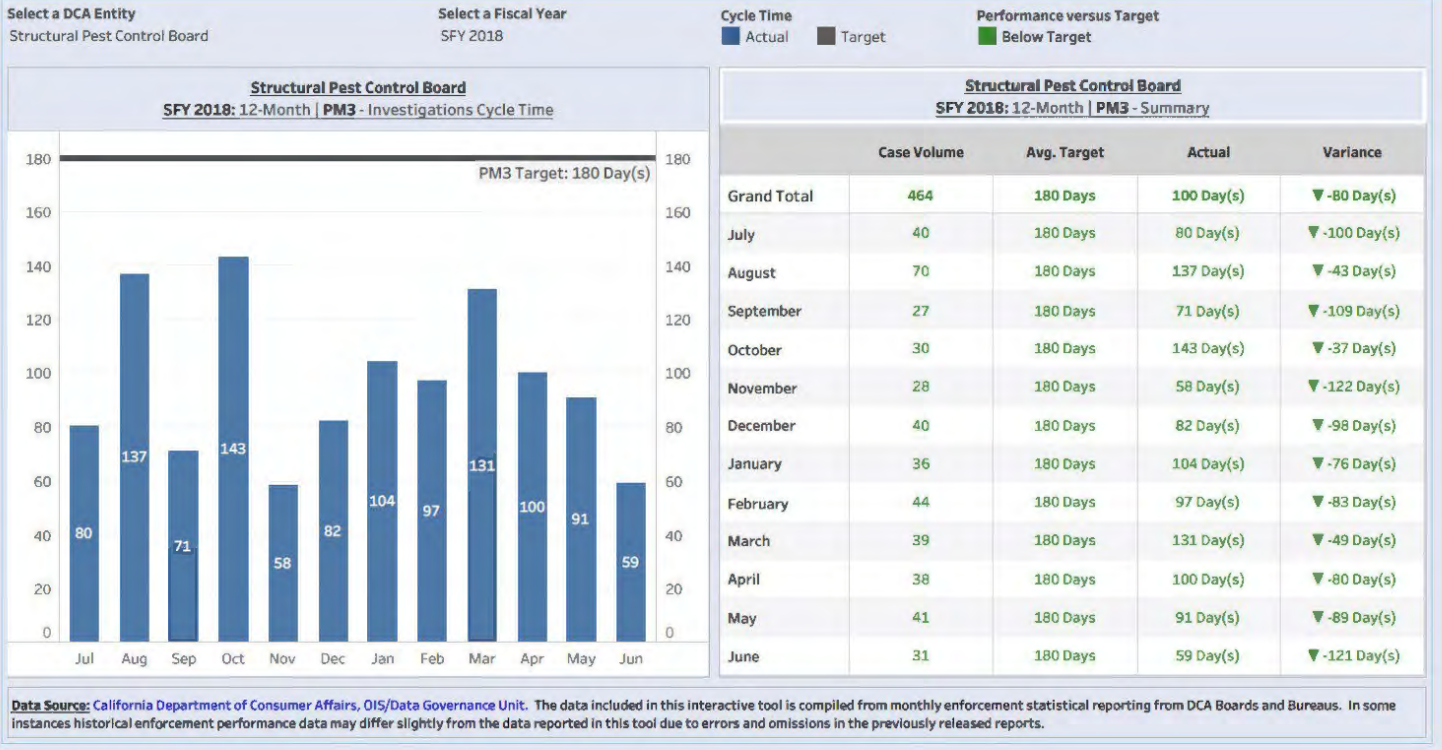 Select a DCA Entity
Structural Pest Control Board
Select a Fiscal Year
SFY 2018
Cycle Time
Actual Target
Performance versus Target
Below Target
Structural Pest Control Board
SFY 2018: 12-Month | PM3 - Investigations Cycle Time
180 180
PM3 Target: 180 Day(s)
160 160
140 140
120 120
100 100
80 80
60 60
40 40
20 20
0 0
80 137 71 143 58 82 104 97 131 100 91 59
Jul Aug Sep Oct Nov Dec Jan Feb Mar Apr May Jun
Structural Pest Control Board
SFY 2018: 12-Month | PM3 - Summary
Case Volume Avg. Target Actual Variance
Grand Total 464 180 Days 100 Day(s) ▼ -80 Day(s)
July 40 180 Days 80 Day(s) ▼ -100 Day(s)
August 70 180 Days 137 Day(s) ▼ -43 Day(s)
September 27 180 Days 71 Day(s) ▼ -109 Day(s)
October 30 180 Days 143 Day(s) ▼ -37 Day(s)
November 28 180 Days 58 Day(s) ▼ -122 Day(s)
December 40 180 Days 82 Day(s) ▼ -98 Day(s)
January 36 180 Days 104 Day(s) ▼ -76 Day(s)
February 44 180 Days 97 Day(s) ▼ -83 Day(s)
March 39 180 Days 131 Day(s) ▼ -49 Day(s)
April 38 180 Days 100 Day(s) ▼ -80 Day(s)
May 41 180 Days 91 Day(s) ▼ -89 Day(s)
June 31 180 Days 59 Day(s) ▼ -121 Day(s)
Data Source: California Department of Consumer Affairs, OIS/Data Governance Unit. The data included in this interactive tool is compiled from monthly enforcement statistical reporting from DCA Boards and Bureaus. In some
instances historical enforcement performance data may differ slightly from the data reported in this tool due to errors and omissions in the previously released reports.